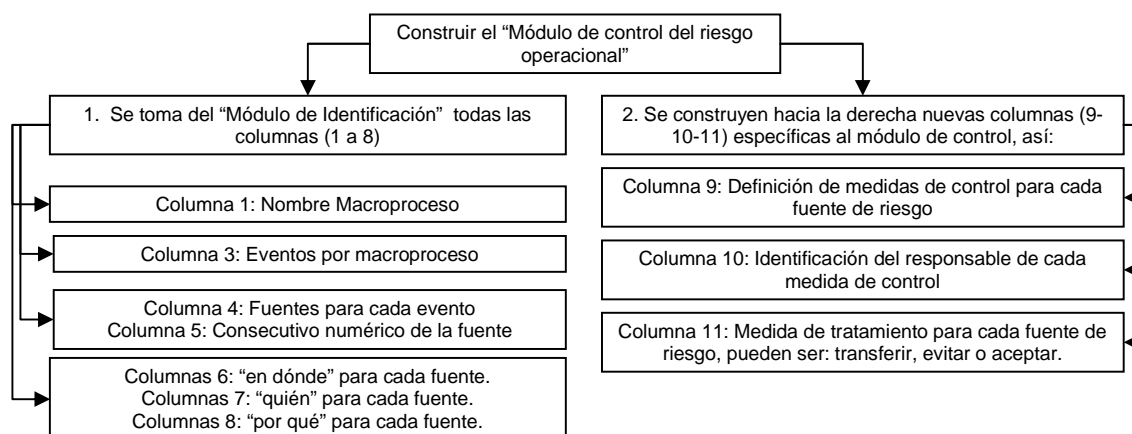 Construir el “Módulo de control del riesgo
operacional”
1. Se toma del “Módulo de Identificación” todas las
columnas (1 a 8)
Columna 1: Nombre Macroproceso
Columna 3: Eventos por macroproceso
Columna 4: Fuentes para cada evento
Columna 5: Consecutivo numérico de la fuente
Columnas 6: “en dónde” para cada fuente.
Columnas 7: “quién” para cada fuente.
Columnas 8: “por qué” para cada fuente.
2. Se construyen hacia la derecha nuevas columnas (9-
10-11) específicas al módulo de control, así:
Columna 9: Definición de medidas de control para cada
fuente de riesgo
Columna 10: Identificación del responsable de cada
medida de control
Columna 11: Medida de tratamiento para cada fuente de
riesgo, pueden ser: transferir, evitar o aceptar.